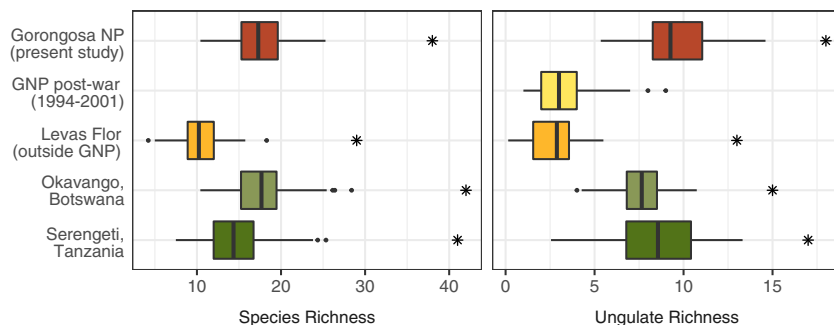 Gorongosa NP
(present study)
GNP post-war
(1994-2001)
Levas Flor
(outside GNP)
Okavango,
Botswana
Serengeti,
Tanzania
10 20 30 40
0 5 10 15
Species Richness
Ungulate Richness